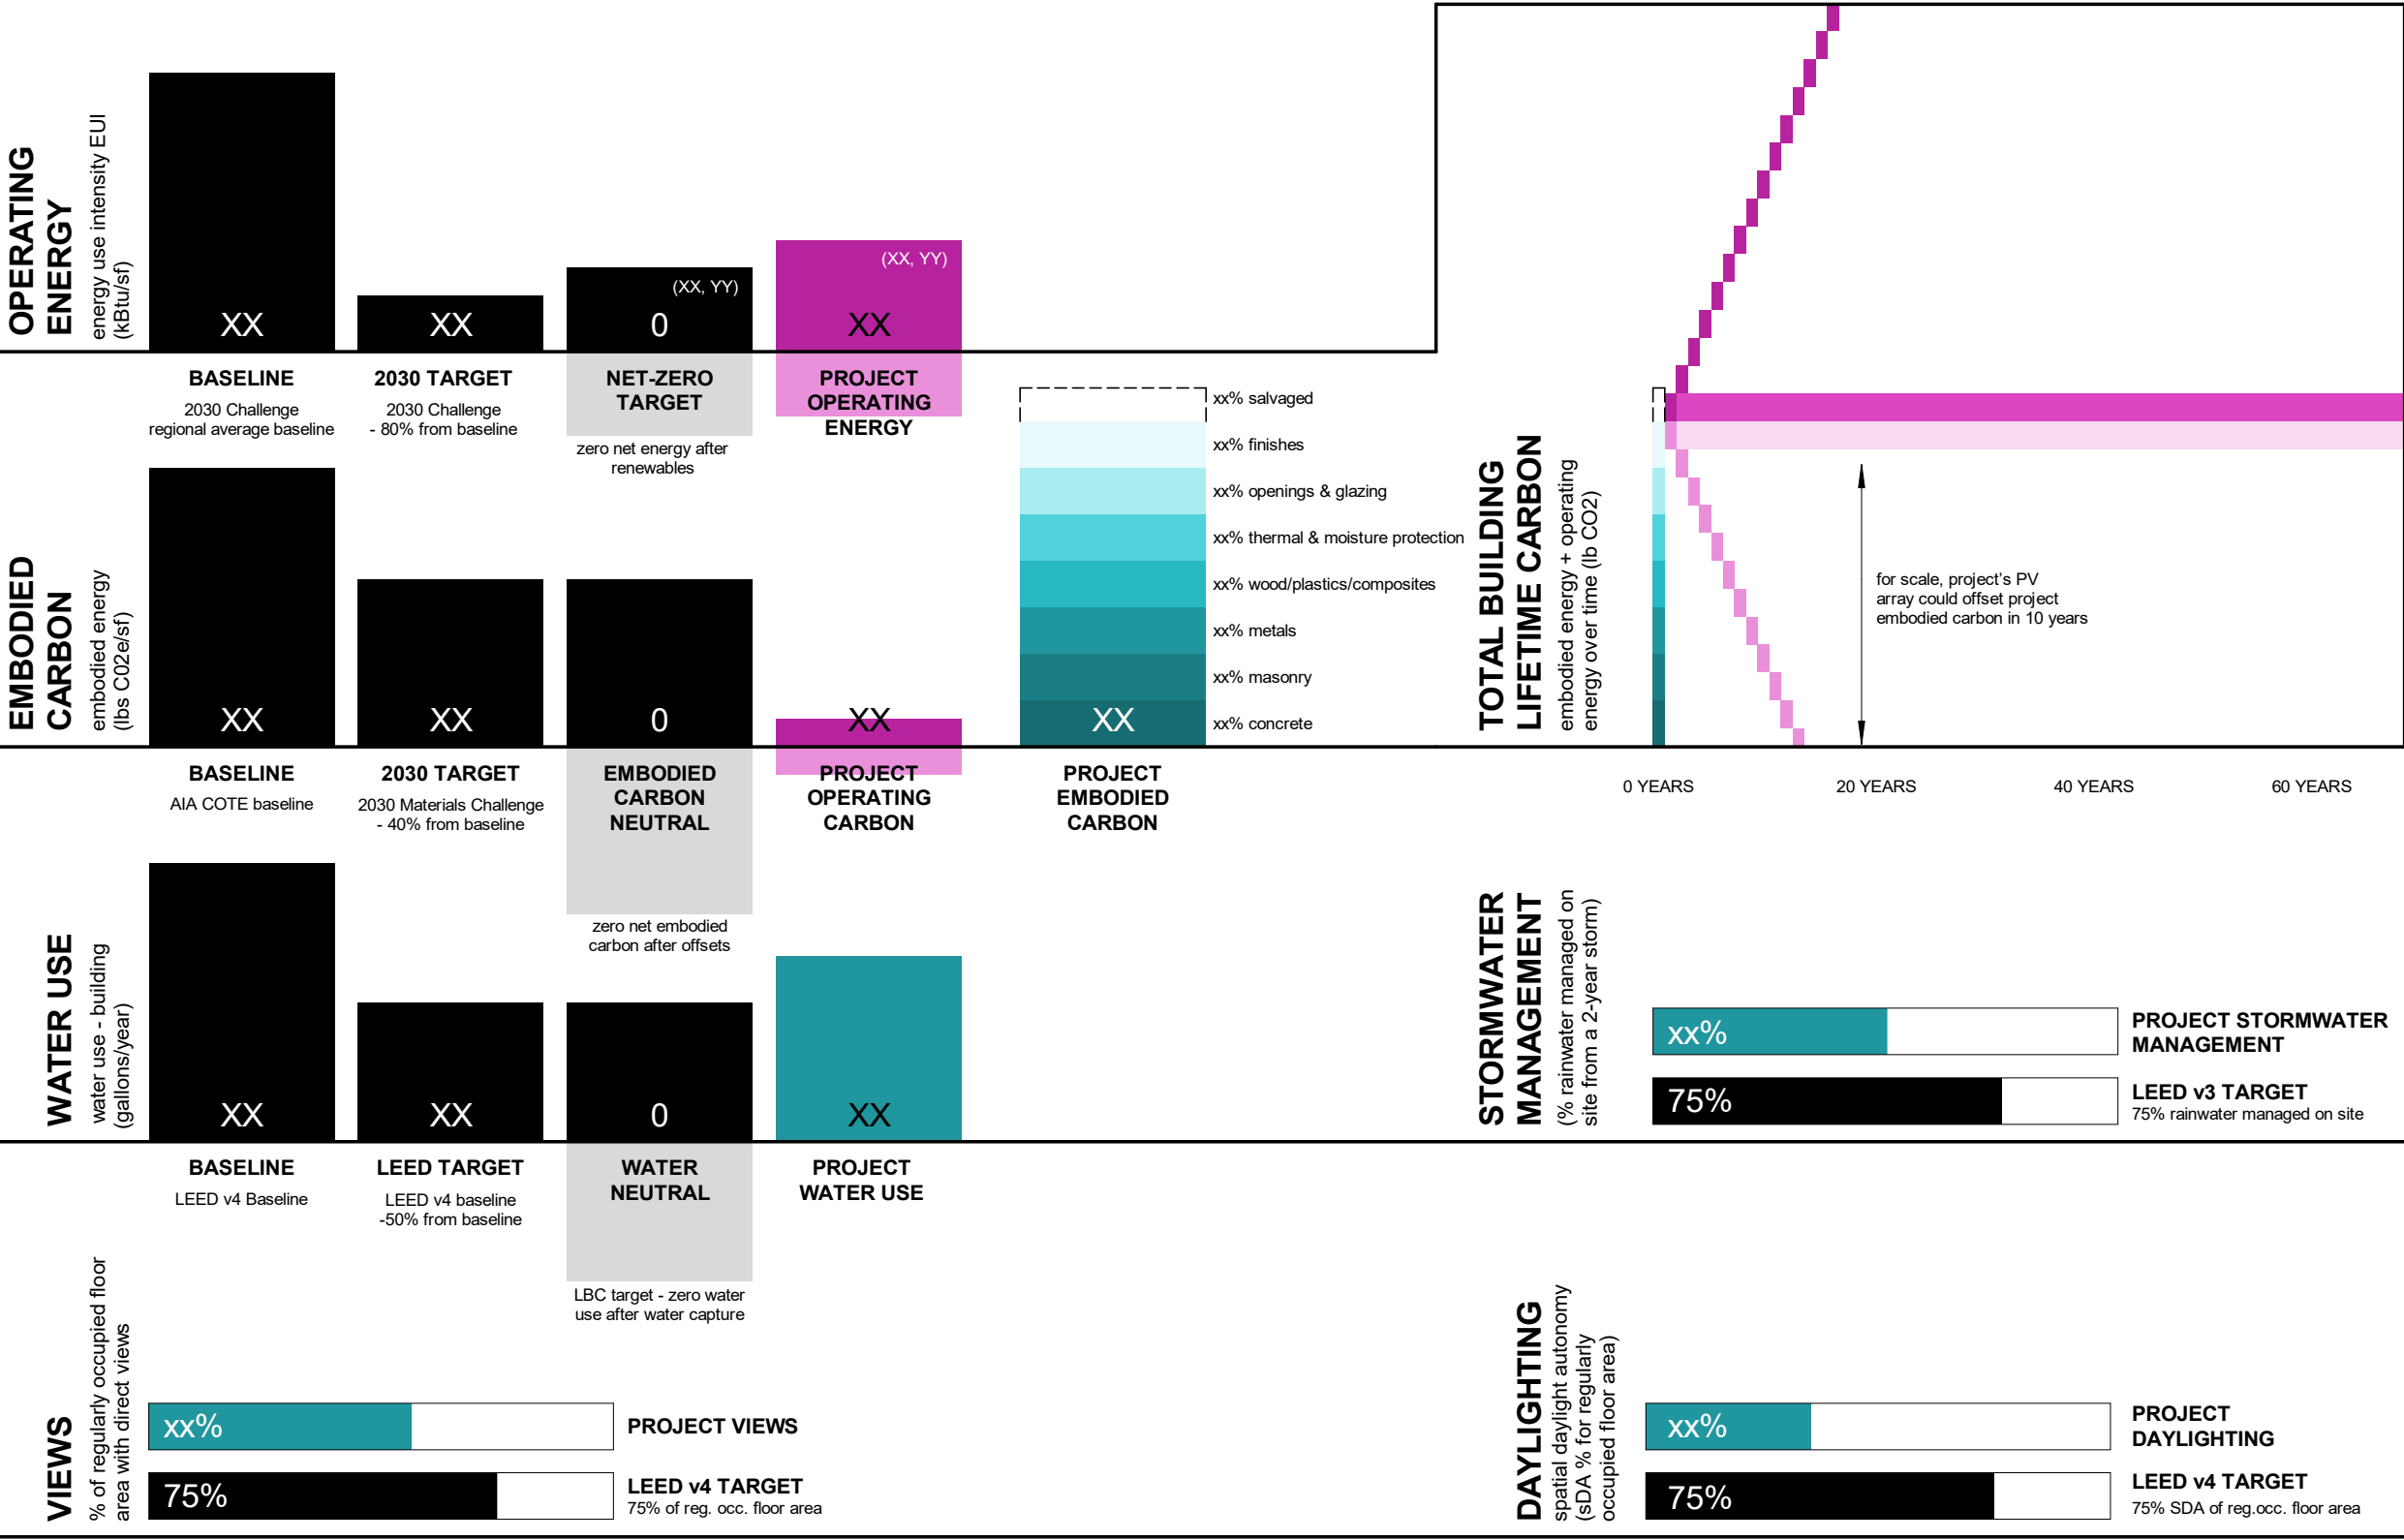 OPERATING
ENERGY
energy use intensity EUI
(kBtu/sf)
XX
XX
(XX, YY)
0
(XX, YY)
XX
BASELINE
2030 Challenge
regional average baseline
2030 TARGET
2030 Challenge
- 80% from baseline
NET-ZERO
TARGET
zero net energy after
renewables
PROJECT
OPERATING
ENERGY
EMBODIED
CARBON
embodied energy
(lbs C02e/sf)
XX
XX
0
XX
XX
xx% salvaged
xx% finishes
xx% openings & glazing
xx% thermal & moisture protection
xx% wood/plastics/composites
xx% metals
xx% masonry
xx% concrete
BASELINE
AIA COTE baseline
2030 TARGET
2030 Materials Challenge
- 40% from baseline
EMBODIED
CARBON
NEUTRAL
zero net embodied
carbon after offsets
PROJECT
OPERATING
CARBON
PROJECT
EMBODIED
CARBON
TOTAL BUILDING
LIFETIME CARBON
embodied energy + operating
energy over time (lb CO2)
for scale, project's PV
array could offset project
embodied carbon in 10 years
0 YEARS
20 YEARS
40 YEARS
60 YEARS
WATER USE
water use - building
(gallons/year)
XX
XX
0
XX
BASELINE
LEED v4 Baseline
LEED TARGET
LEED v4 baseline
-50% from baseline
WATER
NEUTRAL
LBC target - zero water
use after water capture
PROJECT
WATER USE
STORMWATER
MANAGEMENT
(% rainwater managed on
site from a 2-year storm)
xx%
PROJECT STORMWATER
MANAGEMENT
75%
LEED v3 TARGET
75% rainwater managed on site
VIEWS
% of regularly occupied floor
area with direct views
xx%
PROJECT VIEWS
75%
LEED v4 TARGET
75% of reg. occ. floor area
DAYLIGHTING
spatial daylight autonomy
(sDA % for regularly
occupied floor area)
xx%
PROJECT
DAYLIGHTING
75%
LEED v4 TARGET
75% SDA of reg.occ. floor area